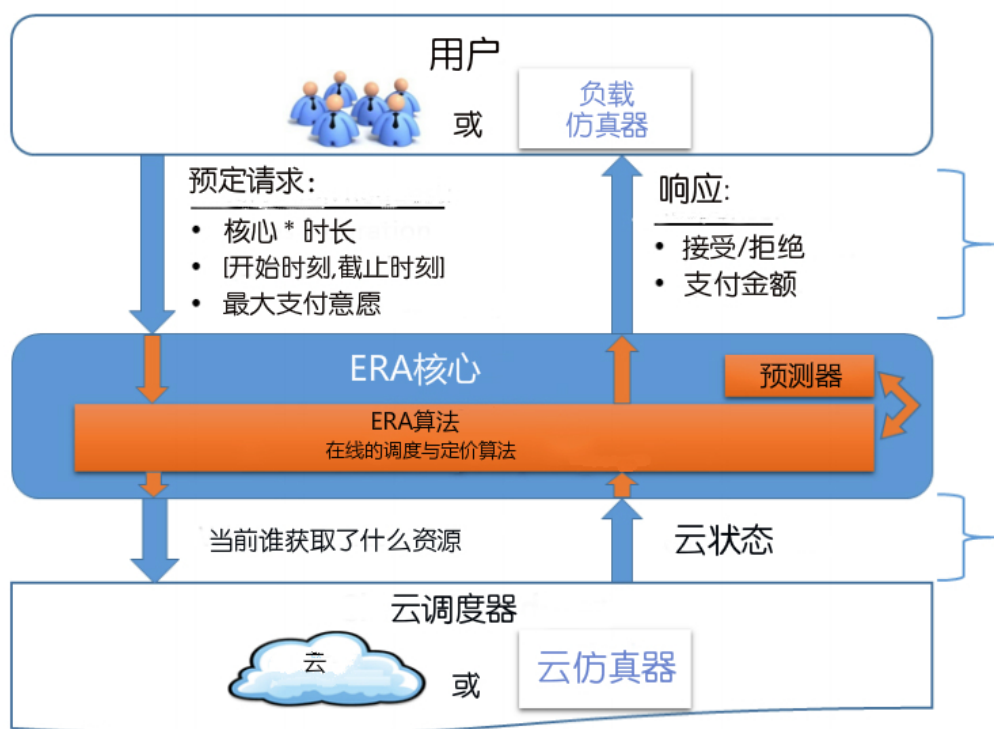 用户
或
负载
仿真器
预定请求：
• 核心 * 时长
• [开始时刻,截止时刻]
• 最大支付意愿
响应:
• 接受/拒绝
• 支付金额
ERA核心
预测器
ERA算法
在线的调度与定价算法
当前谁获取了什么资源
云状态
云调度器
云
或
云仿真器